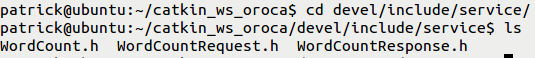 patrick@ubuntu:~/catkin_ws_oroca$ cd devel/include/service/
patrick@ubuntu:~/catkin_ws_oroca/devel/include/service$ ls
WordCount.h  WordCountRequest.h  WordCountResponse.h